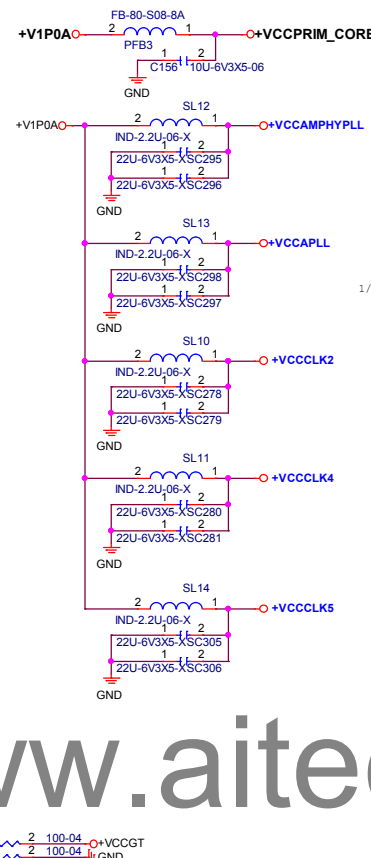 FB-80-S08-8A
+V1P0A 2 1 +VCCPRIM_CORE
PFB3
1 2
C156 10U-6V3X5-06
GND
SL12
+V1P0A 2 1 +VCCAMPHYPLL
IND-2.2U-06-X
1 2
22U-6V3X5-XSC295
1 2
22U-6V3X5-XSC296
GND
SL13
2 1 +VCCAPLL
IND-2.2U-06-X
1 2
22U-6V3X5-XSC298
1 2
22U-6V3X5-XSC297
1/
GND
SL10
2 1 +VCCCLK2
IND-2.2U-06-X
1 2
22U-6V3X5-XSC278
1 2
22U-6V3X5-XSC279
GND
SL11
2 1 +VCCCLK4
IND-2.2U-06-X
1 2
22U-6V3X5-XSC280
1 2
22U-6V3X5-XSC281
GND
SL14
2 1 +VCCCLK5
IND-2.2U-06-X
1 2
22U-6V3X5-XSC305
1 2
22U-6V3X5-XSC306
GND
w.aite
2 100-04 +VCCGT
2 100-04 GND